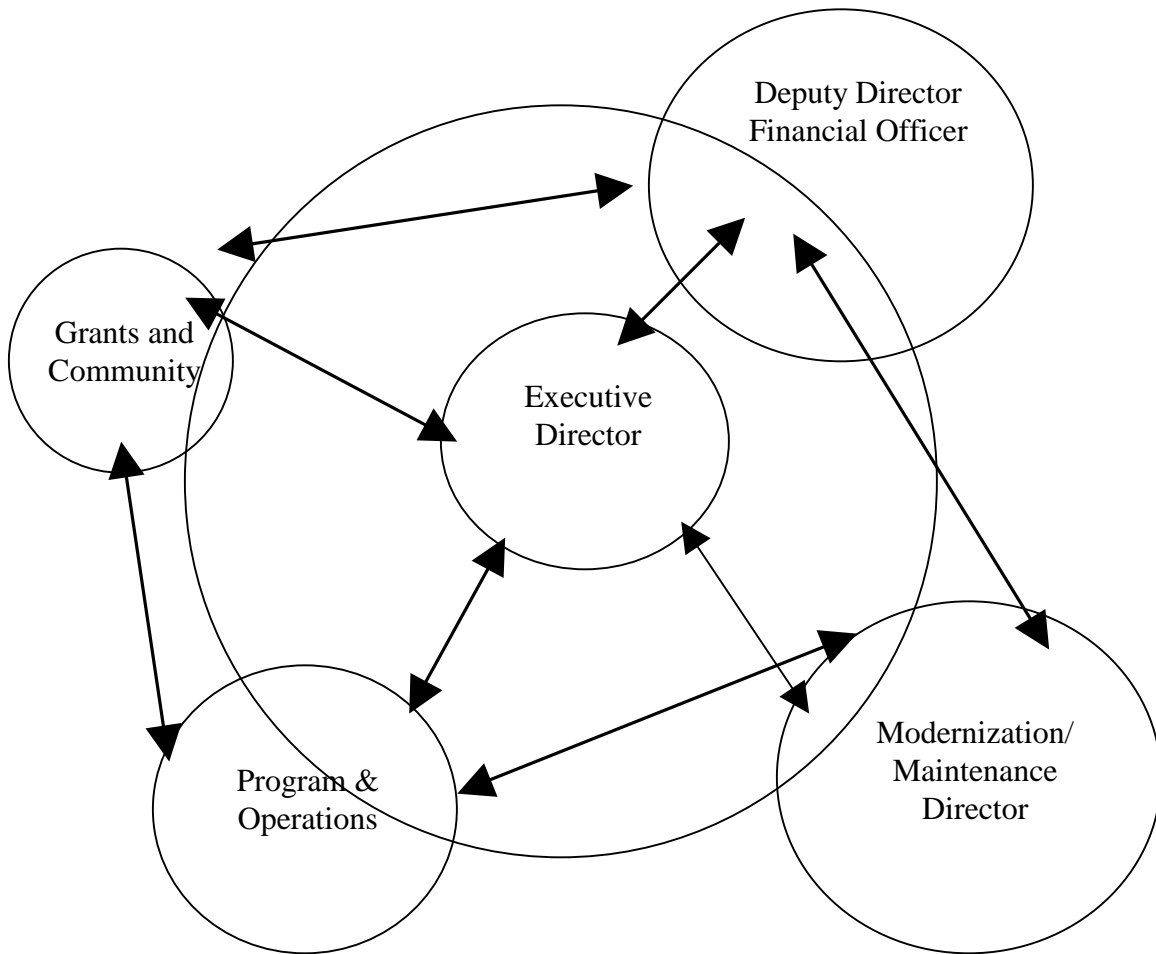 Deputy Director
Financial Officer
Grants and
Community
Executive
Director
Program &
Operations
Modernization/
Maintenance
Director